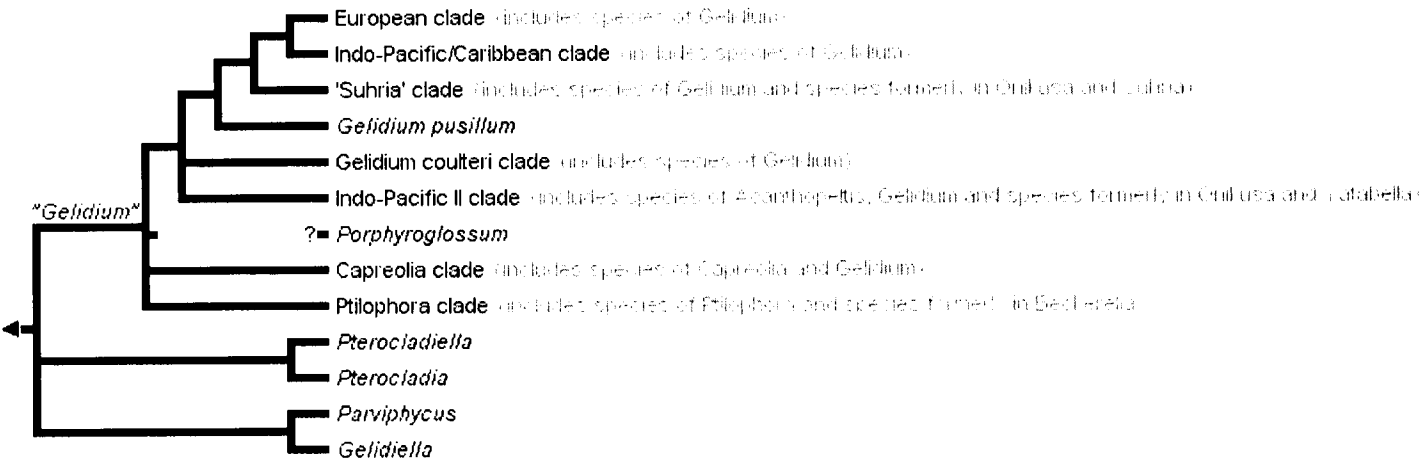 European clade (includes species of Gelidium)
Indo-Pacific/Caribbean clade (includes species of Gelidium)
'Suhria' clade (includes species of Gelidium and species formerly in Onikusa and Suhria)
Gelidium pusillum
Gelidium coulteri clade (includes species of Gelidium)
Indo-Pacific II clade (includes species of Acanthopeltis, Gelidium and species formerly in Onikusa and Yatabella)
"Gelidium"
? Porphyroglossum
Capreolia clade (includes species of Capreolia and Gelidium)
Ptilophora clade (includes species of Ptilophora and species formerly in Beckerella)
Pterocladiella
Pterocladia
Parviphycus
Gelidiella